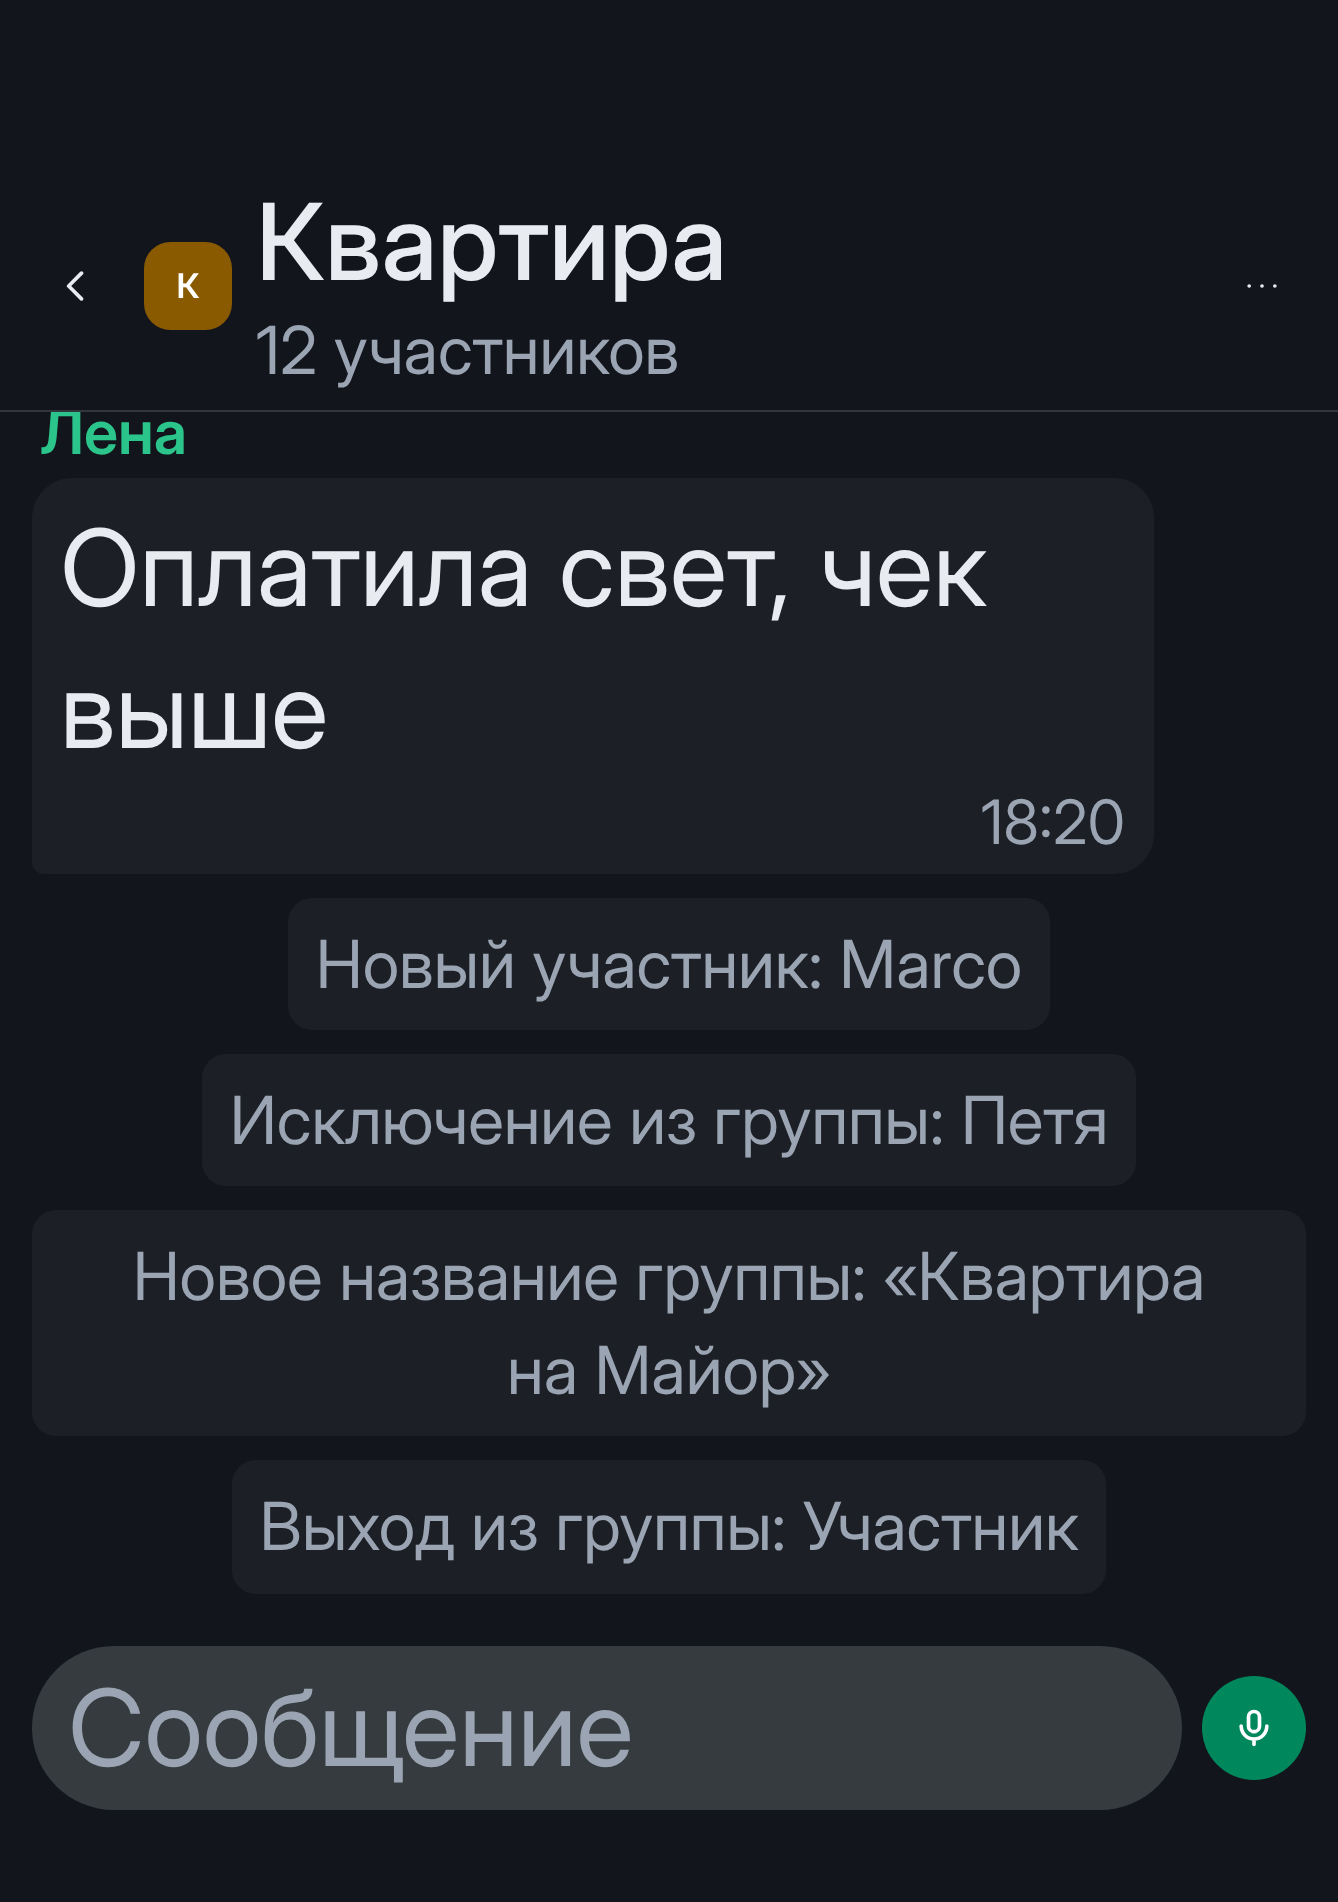 К
Квартира
12 участников
Лена
Оплатила свет, чек
выше
18:20
Новый участник: Marco
Исключение из группы: Петя
Новое название группы: «Квартира
на Майор»
Выход из группы: Участник
Сообщение